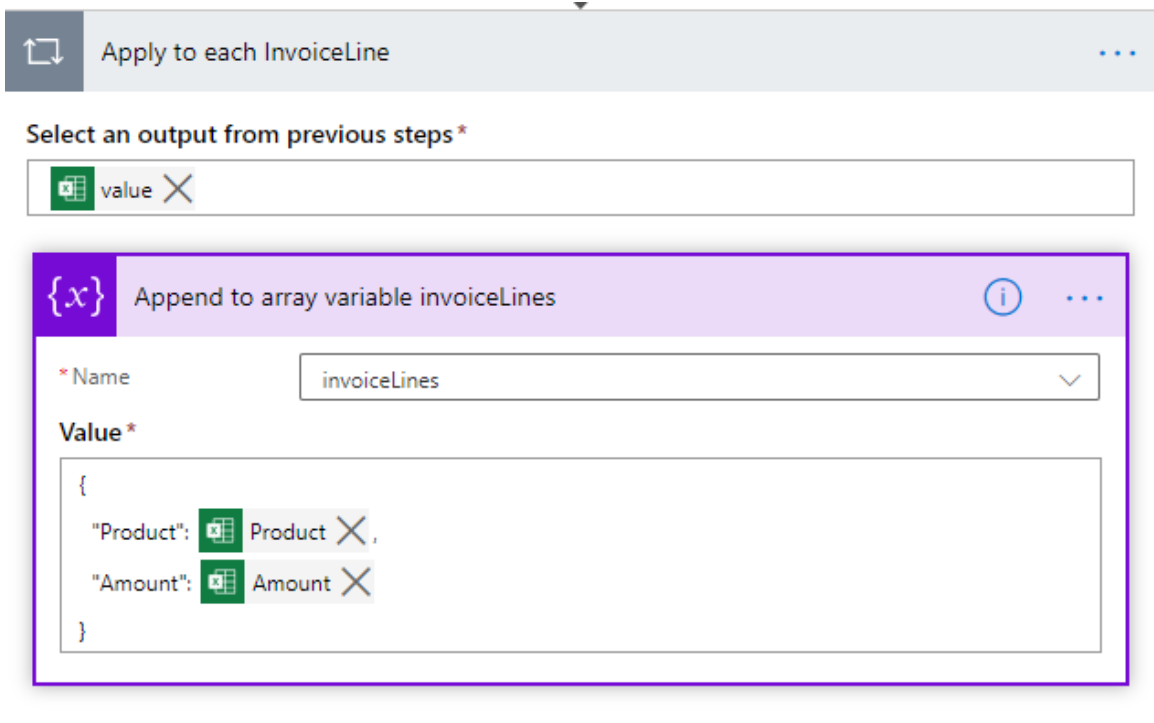 Apply to each InvoiceLine
Select an output from previous steps*
value
{x} Append to array variable invoiceLines
* Name invoiceLines
Value*
{
"Product": Product ,
"Amount": Amount
}